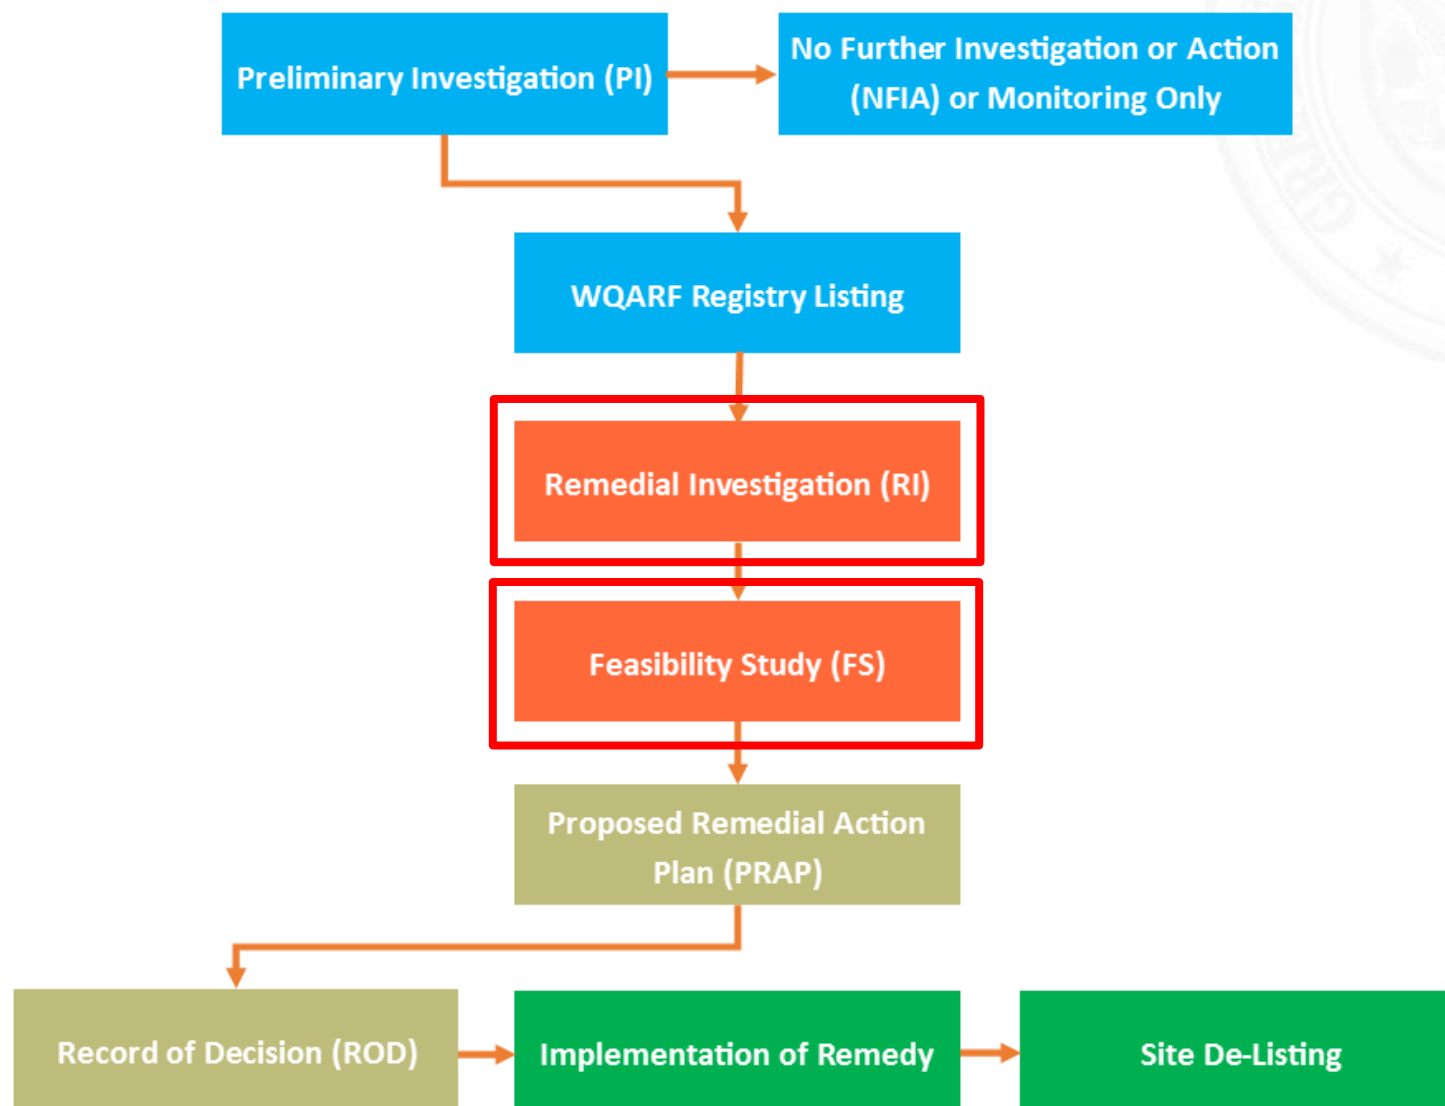 Preliminary Investigation (PI)
No Further Investigation or Action
(NFIA) or Monitoring Only
WQARF Registry Listing
Remedial Investigation (RI)
Feasibility Study (FS)
Proposed Remedial Action
Plan (PRAP)
Record of Decision (ROD)
Implementation of Remedy
Site De-Listing